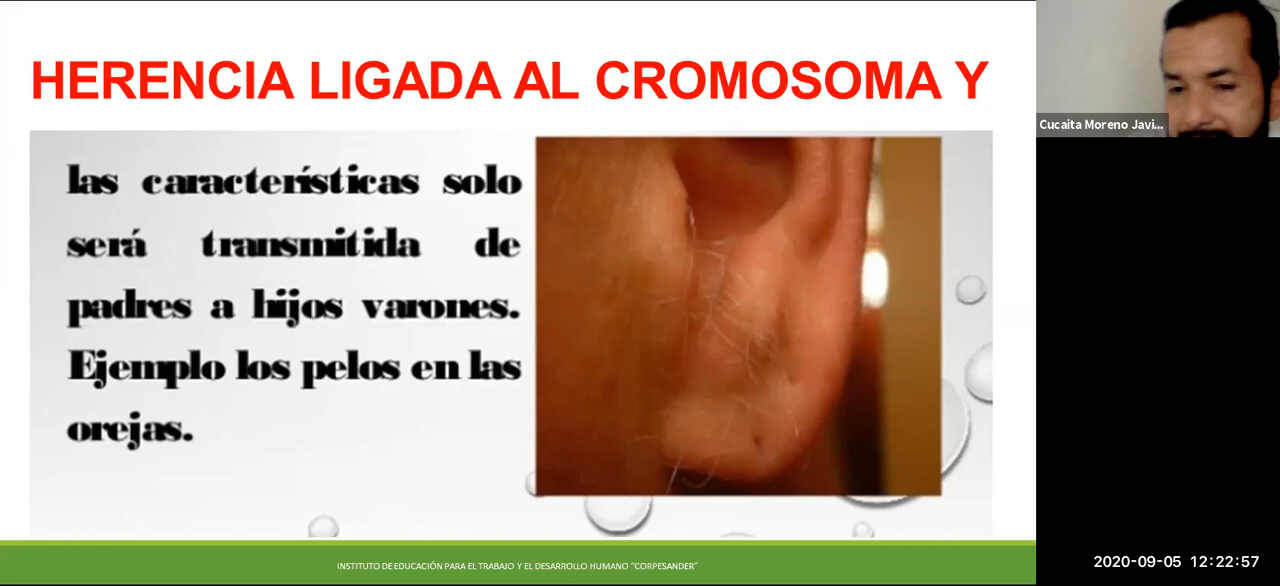 HERENCIA LIGADA AL CROMOSOMA Y
las características solo
será transmitida de
padres a hijos varones.
Ejemplo los pelos en las
orejas.
INSTITUTO DE EDUCACIÓN PARA EL TRABAJO Y EL DESARROLLO HUMANO "CORPESANDER"
Cucaita Moreno Javi...
2020-09-05 12:22:57